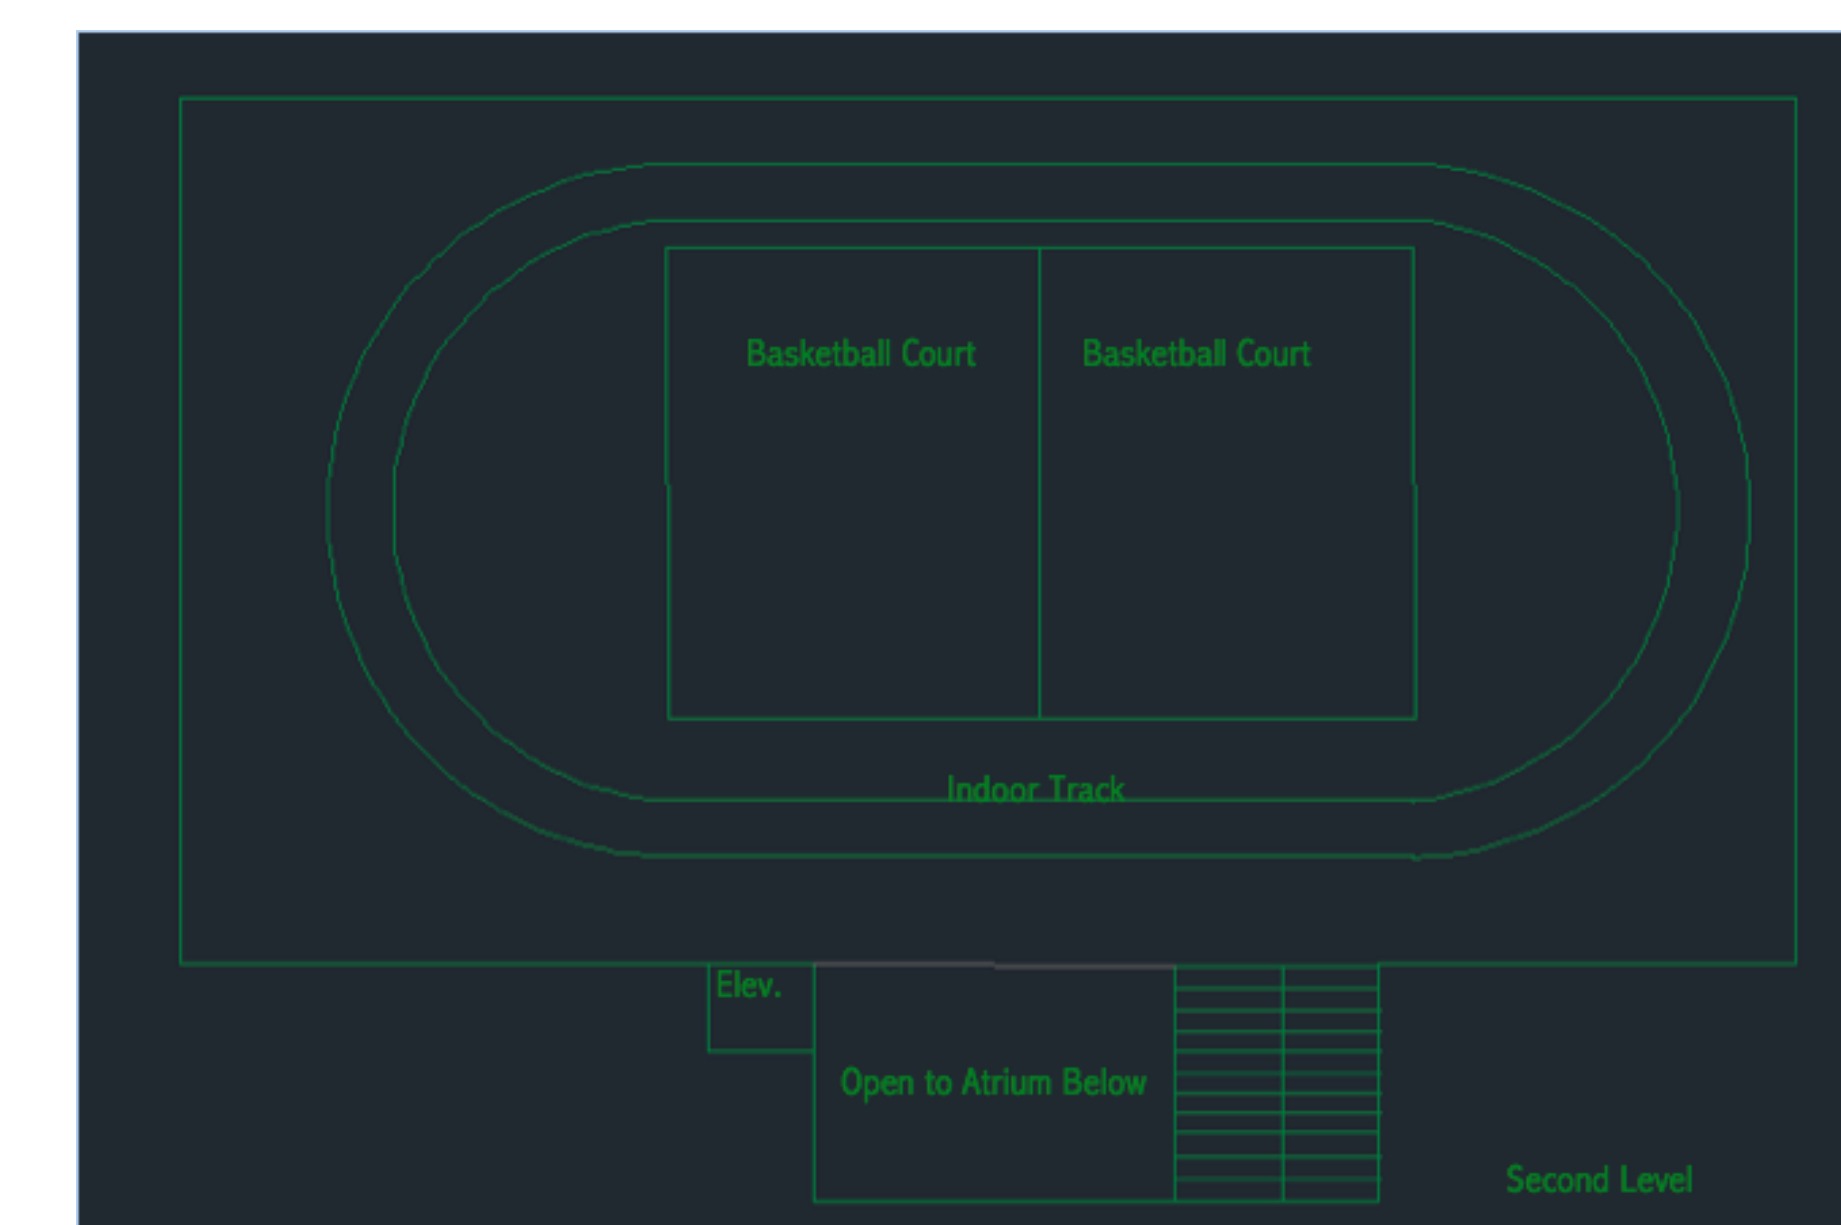 Basketball Court Basketball Court
Indoor Track
Elev.
Open to Atrium Below
Second Level